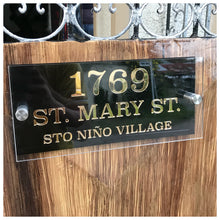 1769
ST. MARY ST.
STO NIÑO VILLAGE